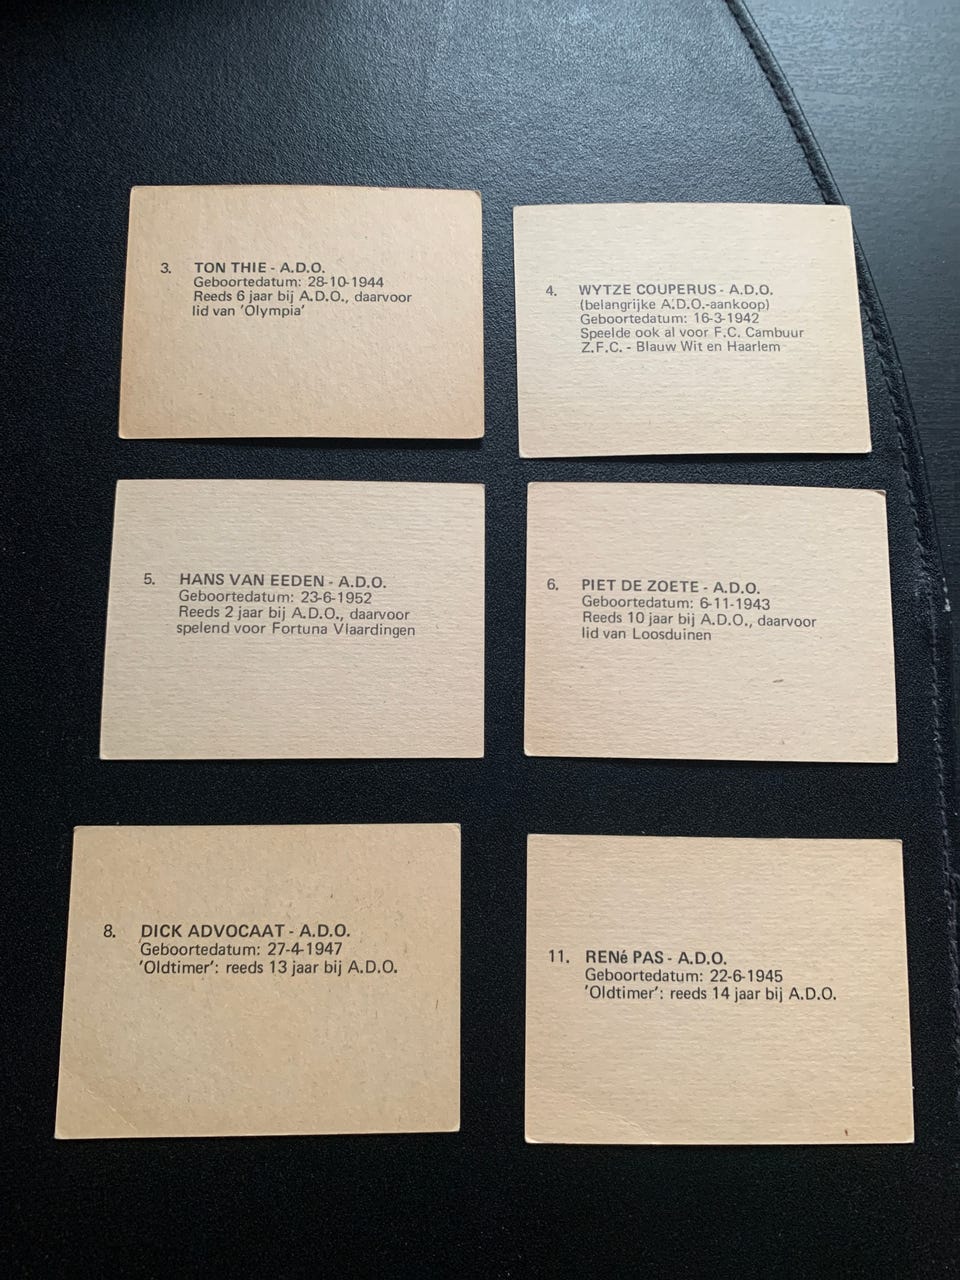 3. TON THIE - A.D.O.
Geboortedatum: 28-10-1944
Reeds 6 jaar bij A.D.O., daarvoor
lid van 'Olympia'
4. WYTZE COUPERUS - A.D.O.
(belangrijke A.D.O.-aankoop)
Geboortedatum: 16-3-1942
Speelde ook al voor F.C. Cambuur
Z.F.C. - Blauw Wit en Haarlem
5. HANS VAN EEDEN - A.D.O.
Geboortedatum: 23-6-1952
Reeds 2 jaar bij A.D.O., daarvoor
spelend voor Fortuna Vlaardingen
6. PIET DE ZOETE - A.D.O.
Geboortedatum: 6-11-1943
Reeds 10 jaar bij A.D.O., daarvoor
lid van Loosduinen
8. DICK ADVOCAAT - A.D.O.
Geboortedatum: 27-4-1947
'Oldtimer': reeds 13 jaar bij A.D.O.
11. RENé PAS - A.D.O.
Geboortedatum: 22-6-1945
'Oldtimer': reeds 14 jaar bij A.D.O.